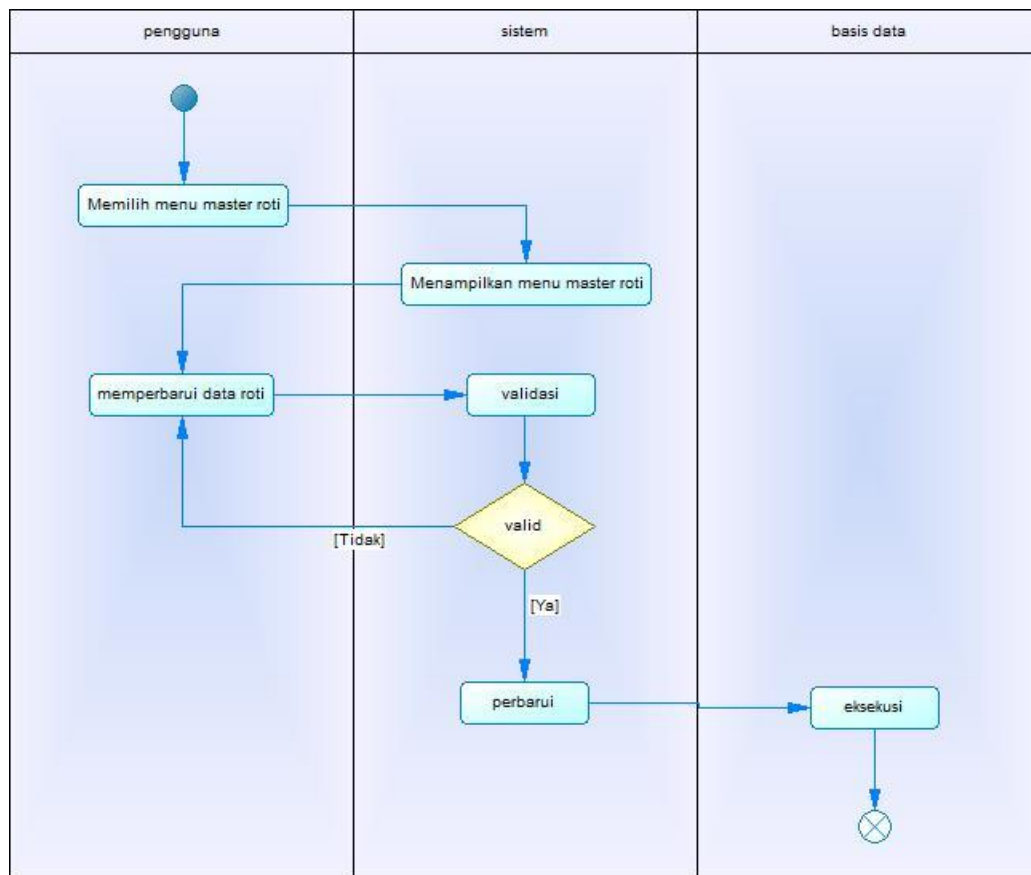 pengguna
sistem
basis data
Memilih menu master roti
Menampilkan menu master roti
memperbarui data roti
validasi
valid
[Tidak]
[Ya]
perbarui
eksekusi